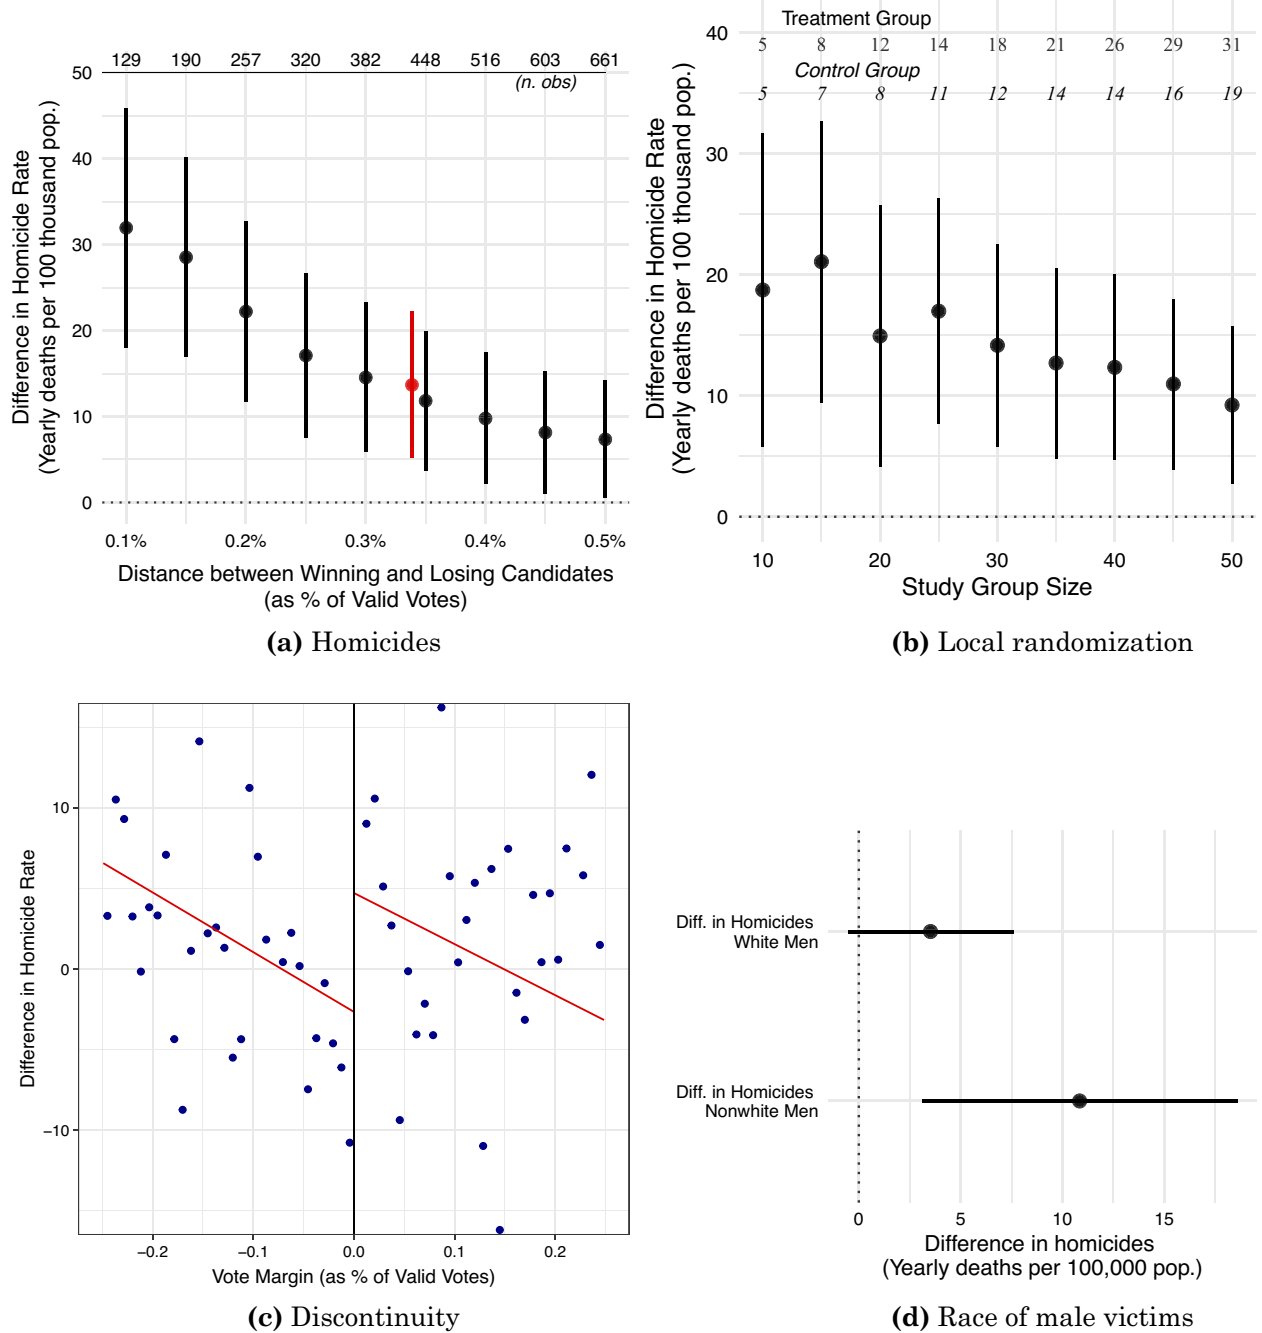 129 190 257 320 382 448 516 603 661
(n. obs)
50
40
30
20
10
0
Difference in Homicide Rate
(Yearly deaths per 100 thousand pop.)
0.1% 0.2% 0.3% 0.4% 0.5%
Distance between Winning and Losing Candidates
(as % of Valid Votes)
(a) Homicides
Treatment Group
5 8 12 14 18 21 26 29 31
Control Group
5 7 8 11 12 14 14 16 19
40
30
20
10
0
Difference in Homicide Rate
(Yearly deaths per 100 thousand pop.)
10 20 30 40 50
Study Group Size
(b) Local randomization
10
0
−10
Difference in Homicide Rate
−0.2 −0.1 0.0 0.1 0.2
Vote Margin (as % of Valid Votes)
(c) Discontinuity
Diff. in Homicides
White Men
Diff. in Homicides
Nonwhite Men
0 5 10 15
Difference in homicides
(Yearly deaths per 100,000 pop.)
(d) Race of male victims